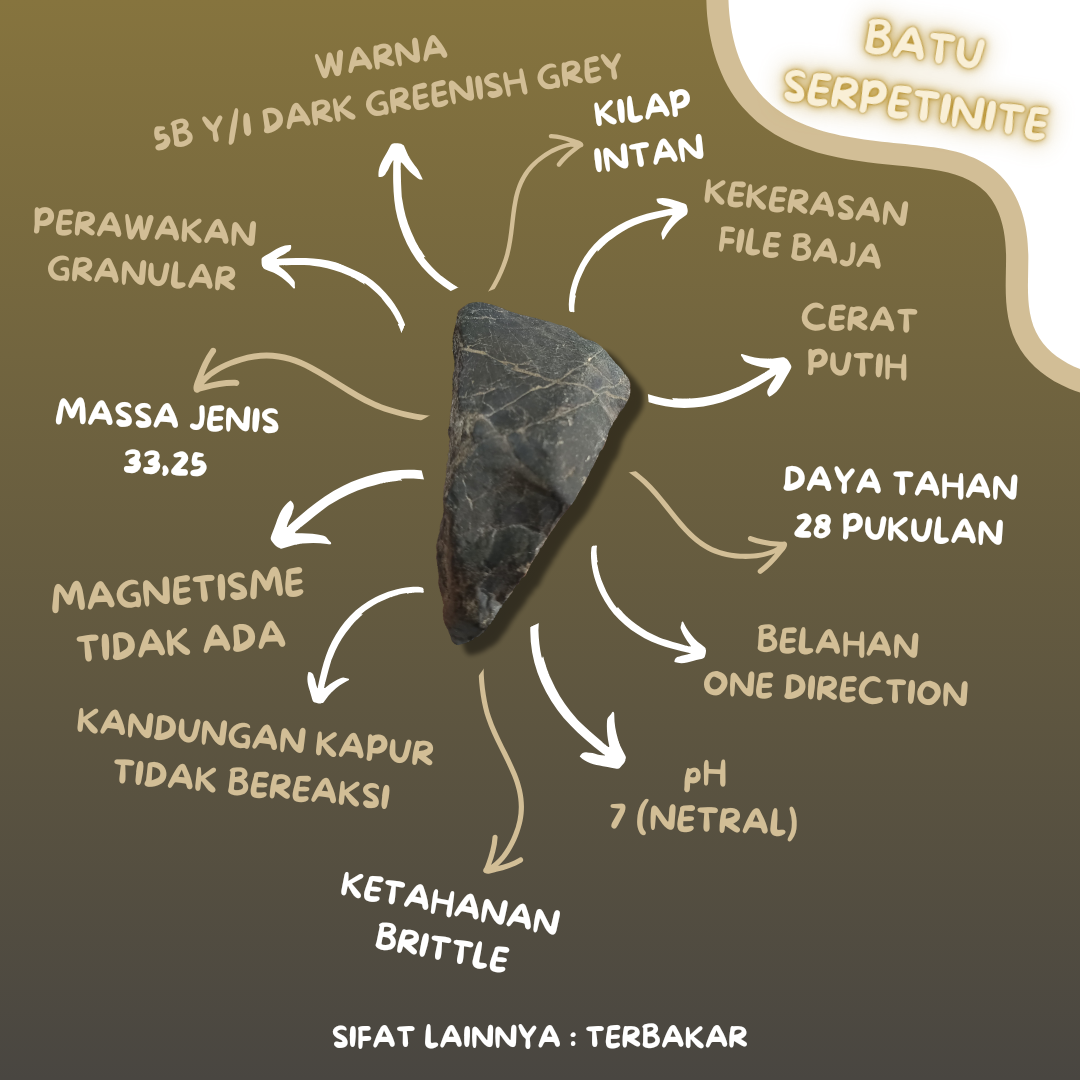 BATU
SERPETINITE
WARNA
5B Y/1 DARK GREENISH GREY
KILAP
INTAN
KEKERASAN
FILE BAJA
PERAWAKAN
GRANULAR
CERAT
PUTIH
MASSA JENIS
33,25
DAYA TAHAN
28 PUKULAN
MAGNETISME
TIDAK ADA
BELAHAN
ONE DIRECTION
KANDUNGAN KAPUR
TIDAK BEREAKSI
pH
7 (NETRAL)
KETAHANAN
BRITTLE
SIFAT LAINNYA : TERBAKAR